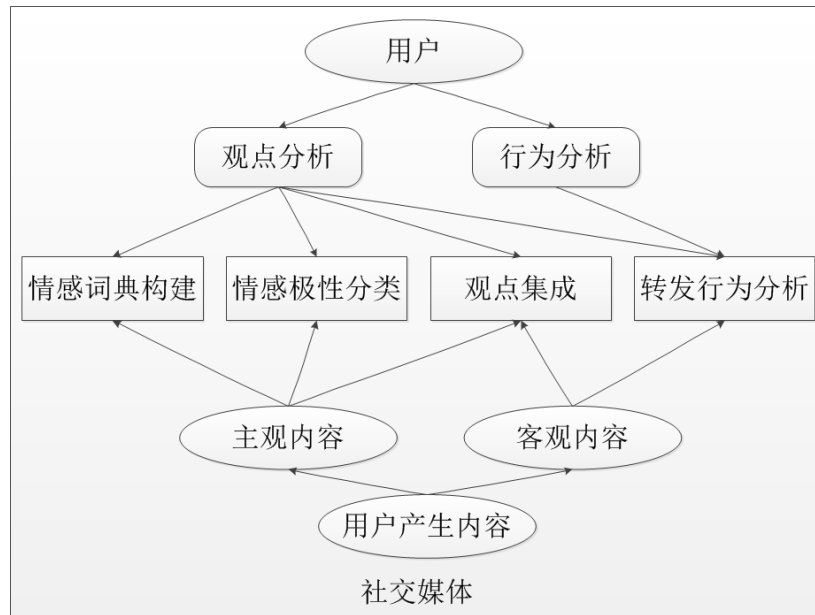 用户
观点分析
行为分析
情感词典构建
情感极性分类
观点集成
转发行为分析
主观内容
客观内容
用户产生内容
社交媒体